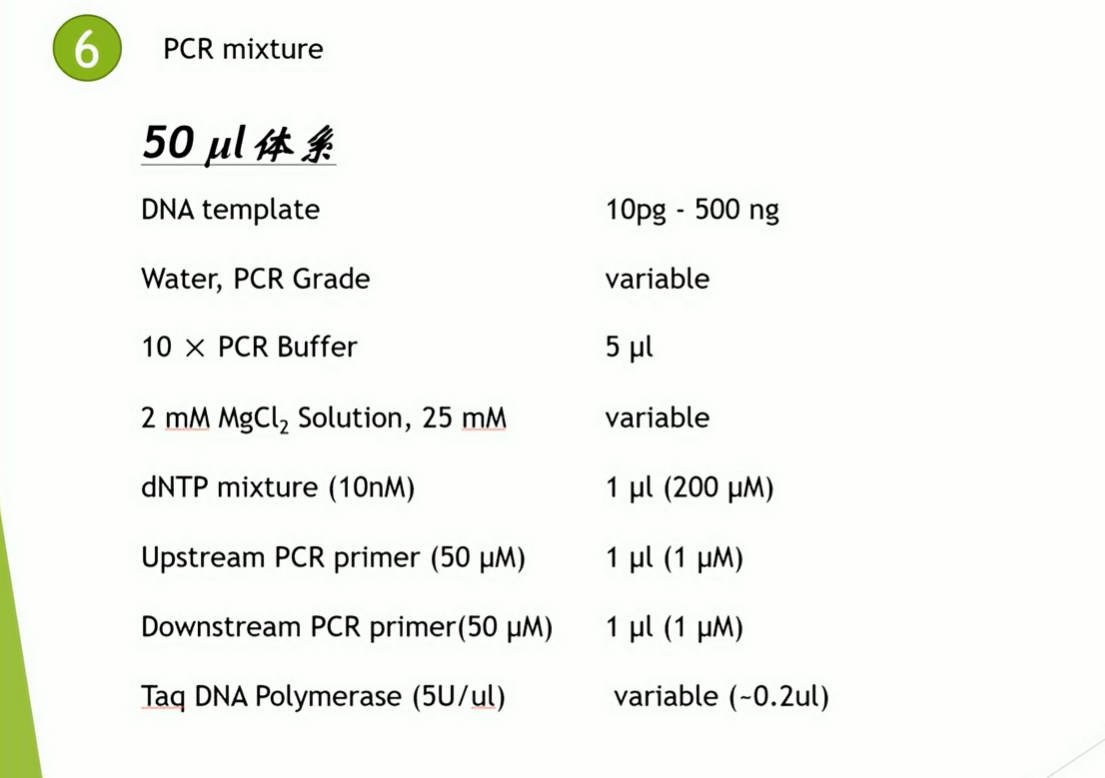 6 PCR mixture
50 μl体系
DNA template 10pg - 500 ng
Water, PCR Grade variable
10 × PCR Buffer 5 μl
2 mM MgCl₂ Solution, 25 mM variable
dNTP mixture (10nM) 1 μl (200 μM)
Upstream PCR primer (50 μM) 1 μl (1 μM)
Downstream PCR primer(50 μM) 1 μl (1 μM)
Taq DNA Polymerase (5U/ul) variable (~0.2ul)